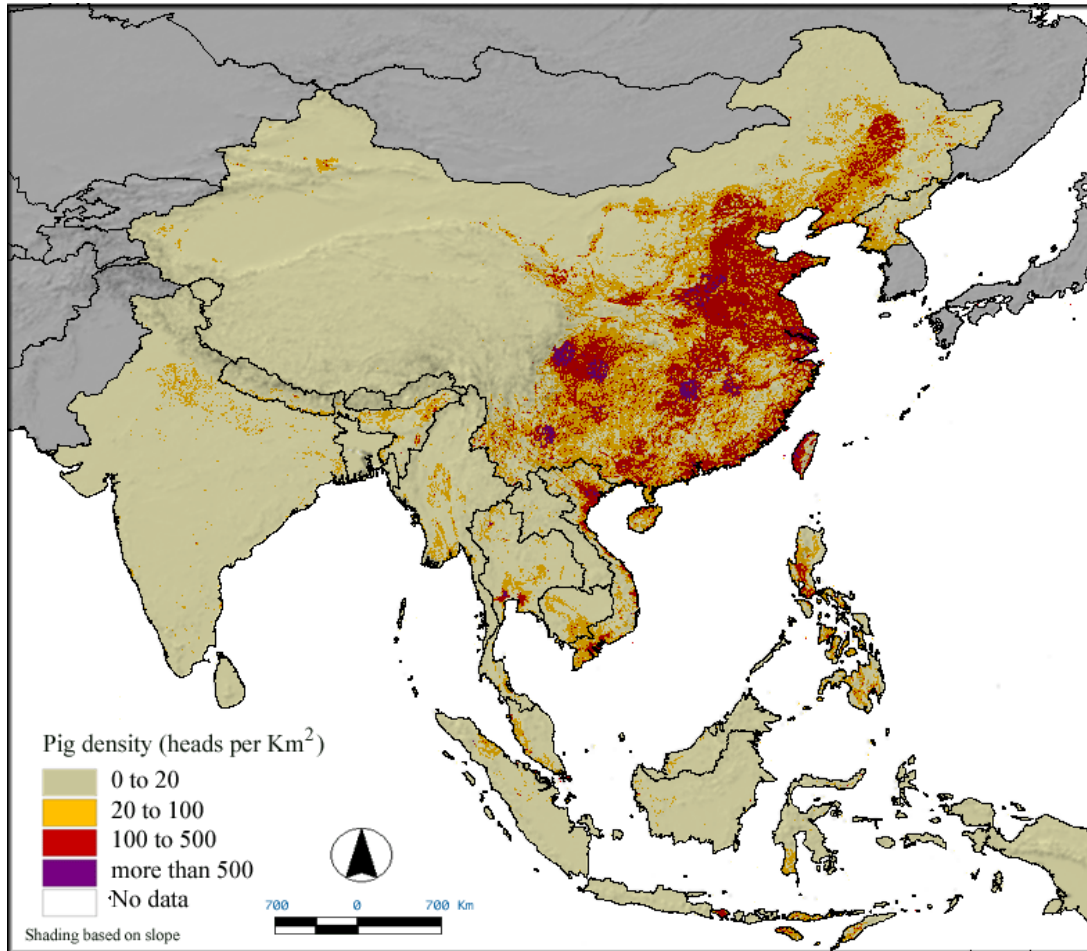 Pig density (heads per Km²)
0 to 20
20 to 100
100 to 500
more than 500
No data
Shading based on slope
700 0 700 Km